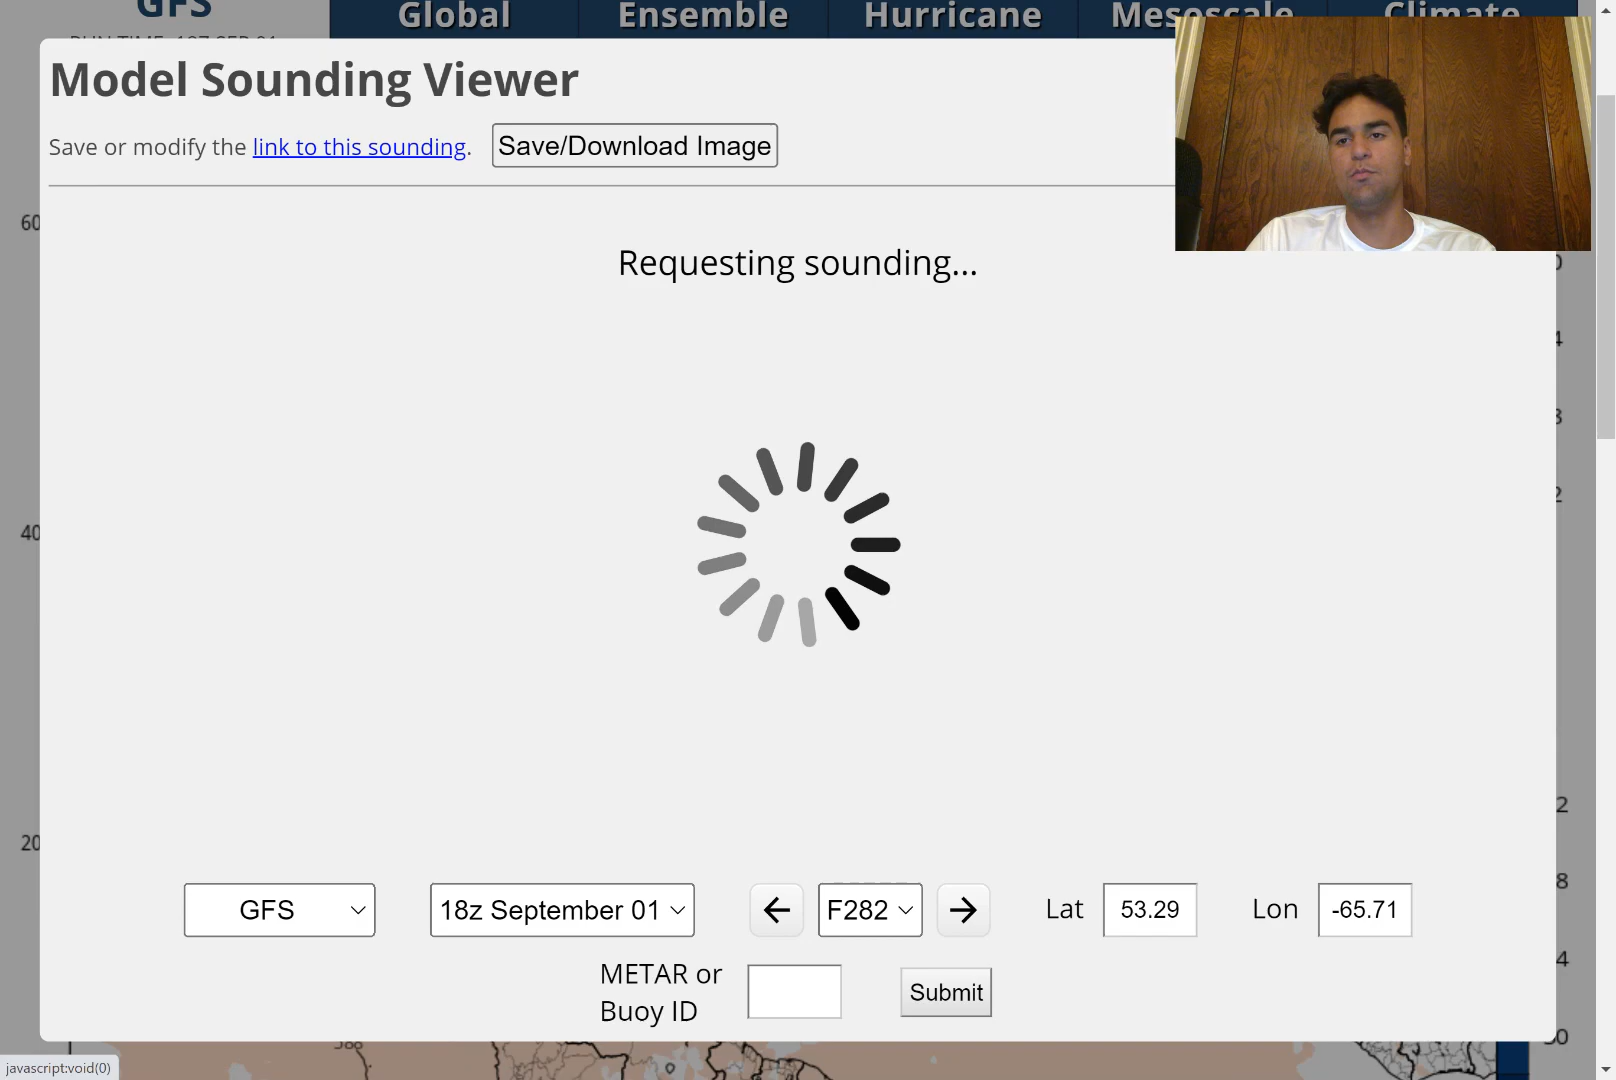 GFS
Global
Ensemble
Hurricane
Mesoscale
Climate
Model Sounding Viewer
Save or modify the link to this sounding.
Save/Download Image
60
Requesting sounding...
40
20
GFS
18z September 01
F282
Lat
53.29
Lon
-65.71
METAR or
Buoy ID
Submit
javascript:void(0)